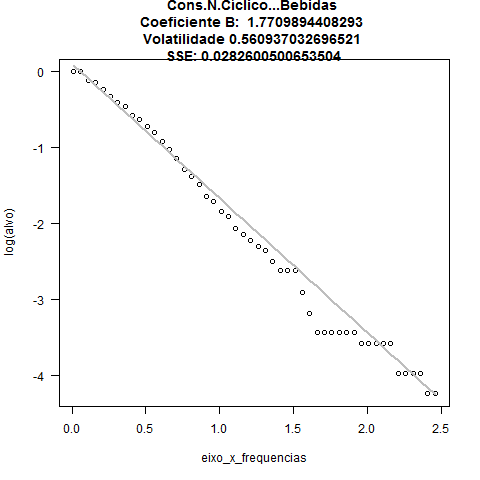 Cons.N.Ciclico...Bebidas
Coeficiente B:  1.7709894408293
Volatilidade 0.560937032696521
SSE: 0.0282600500653504
log(alvo)
0
-1
-2
-3
-4
0.0
0.5
1.0
1.5
2.0
2.5
eixo_x_frequencias